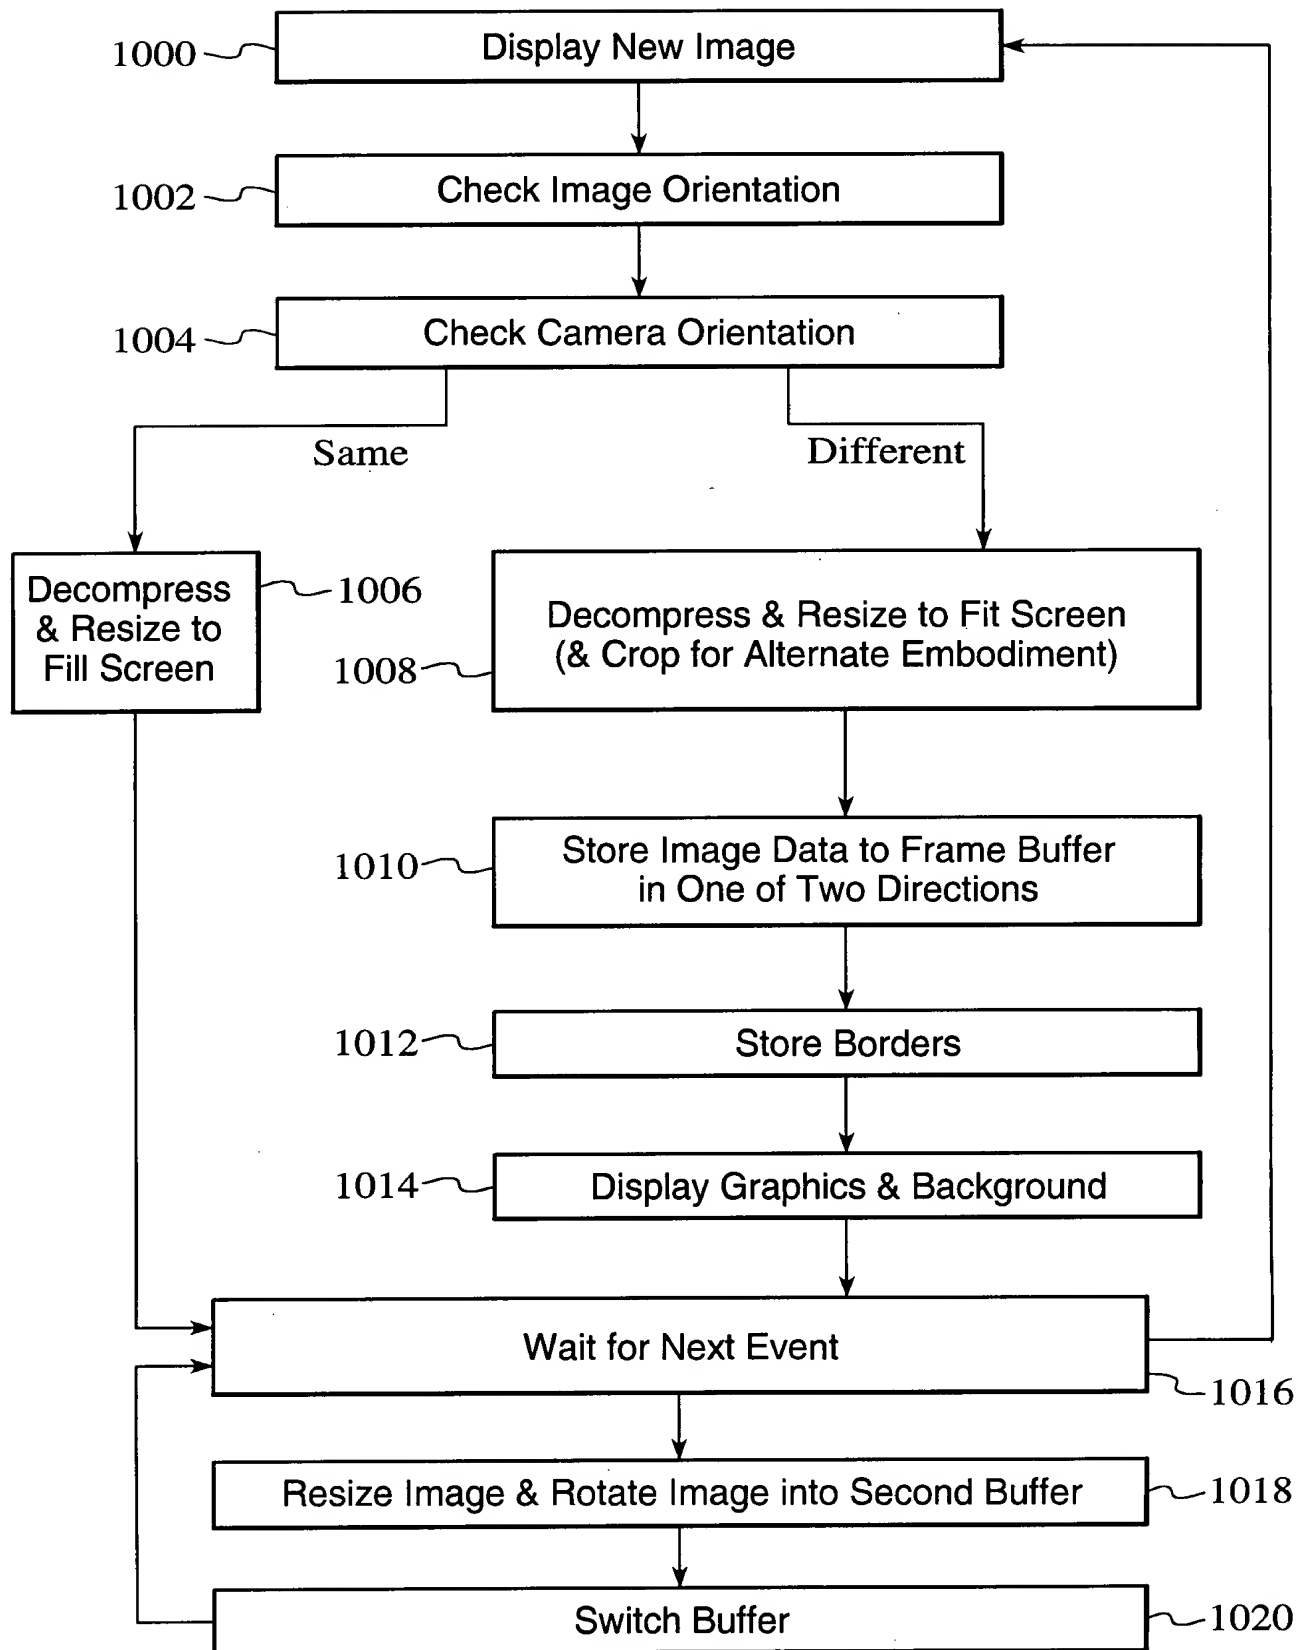 1000
Display New Image
1002
Check Image Orientation
1004
Check Camera Orientation
Same
Different
Decompress
& Resize to
Fill Screen
1006
Decompress & Resize to Fit Screen
(& Crop for Alternate Embodiment)
1008
Store Image Data to Frame Buffer
in One of Two Directions
1010
1012
Store Borders
1014
Display Graphics & Background
Wait for Next Event
1016
Resize Image & Rotate Image into Second Buffer
1018
Switch Buffer
1020